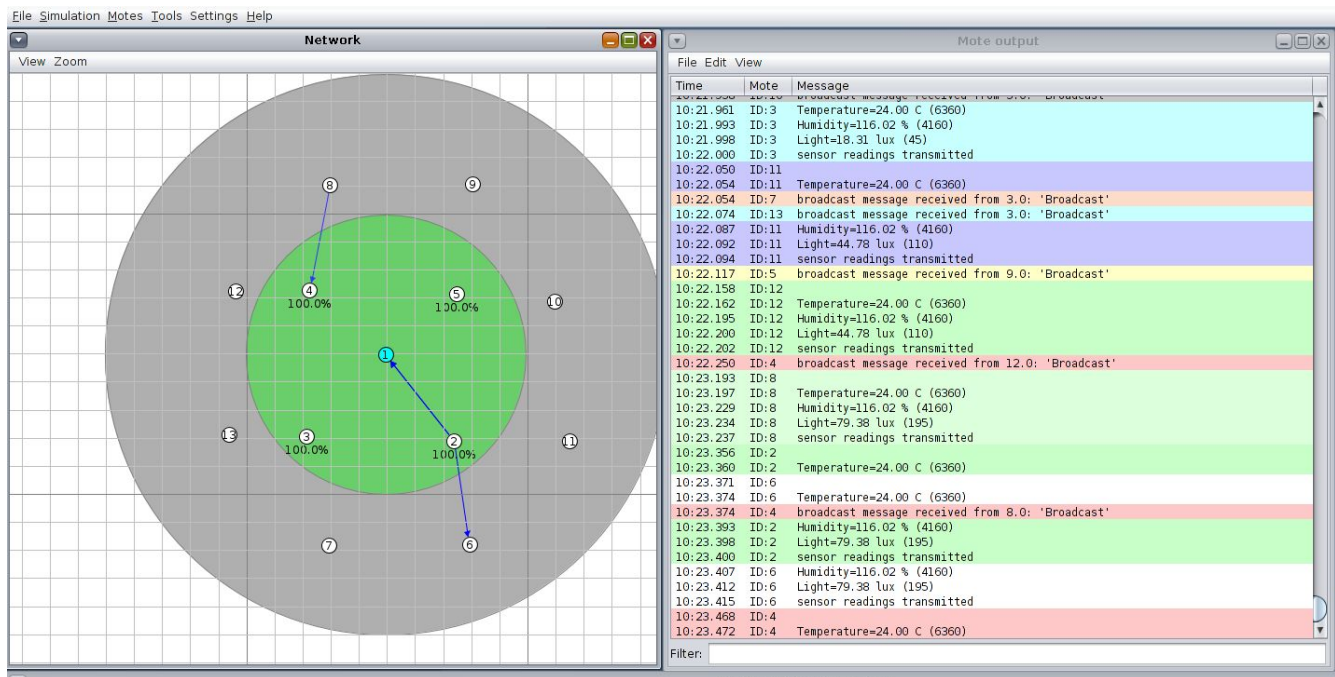 File Simulation Motes Tools Settings Help
Network
View Zoom
8
9
4
100.0%
5
100.0%
12
10
1
13
3
100.0%
2
100.0%
11
7
6
Mote output
File Edit View
Time Mote Message
10:21.958 ID:10 broadcast message received from 3.0: 'Broadcast'
10:21.961 ID:3 Temperature=24.00 C (6360)
10:21.993 ID:3 Humidity=116.02 % (4160)
10:21.998 ID:3 Light=18.31 lux (45)
10:22.000 ID:3 sensor readings transmitted
10:22.050 ID:11
10:22.054 ID:11 Temperature=24.00 C (6360)
10:22.054 ID:7 broadcast message received from 3.0: 'Broadcast'
10:22.074 ID:13 broadcast message received from 3.0: 'Broadcast'
10:22.087 ID:11 Humidity=116.02 % (4160)
10:22.092 ID:11 Light=44.78 lux (110)
10:22.094 ID:11 sensor readings transmitted
10:22.117 ID:5 broadcast message received from 9.0: 'Broadcast'
10:22.158 ID:12
10:22.162 ID:12 Temperature=24.00 C (6360)
10:22.195 ID:12 Humidity=116.02 % (4160)
10:22.200 ID:12 Light=44.78 lux (110)
10:22.202 ID:12 sensor readings transmitted
10:22.250 ID:4 broadcast message received from 12.0: 'Broadcast'
10:23.193 ID:8
10:23.197 ID:8 Temperature=24.00 C (6360)
10:23.229 ID:8 Humidity=116.02 % (4160)
10:23.234 ID:8 Light=79.38 lux (195)
10:23.237 ID:8 sensor readings transmitted
10:23.356 ID:2
10:23.360 ID:2 Temperature=24.00 C (6360)
10:23.371 ID:6
10:23.374 ID:6 Temperature=24.00 C (6360)
10:23.374 ID:4 broadcast message received from 8.0: 'Broadcast'
10:23.393 ID:2 Humidity=116.02 % (4160)
10:23.398 ID:2 Light=79.38 lux (195)
10:23.400 ID:2 sensor readings transmitted
10:23.407 ID:6 Humidity=116.02 % (4160)
10:23.412 ID:6 Light=79.38 lux (195)
10:23.415 ID:6 sensor readings transmitted
10:23.468 ID:4
10:23.472 ID:4 Temperature=24.00 C (6360)
Filter: